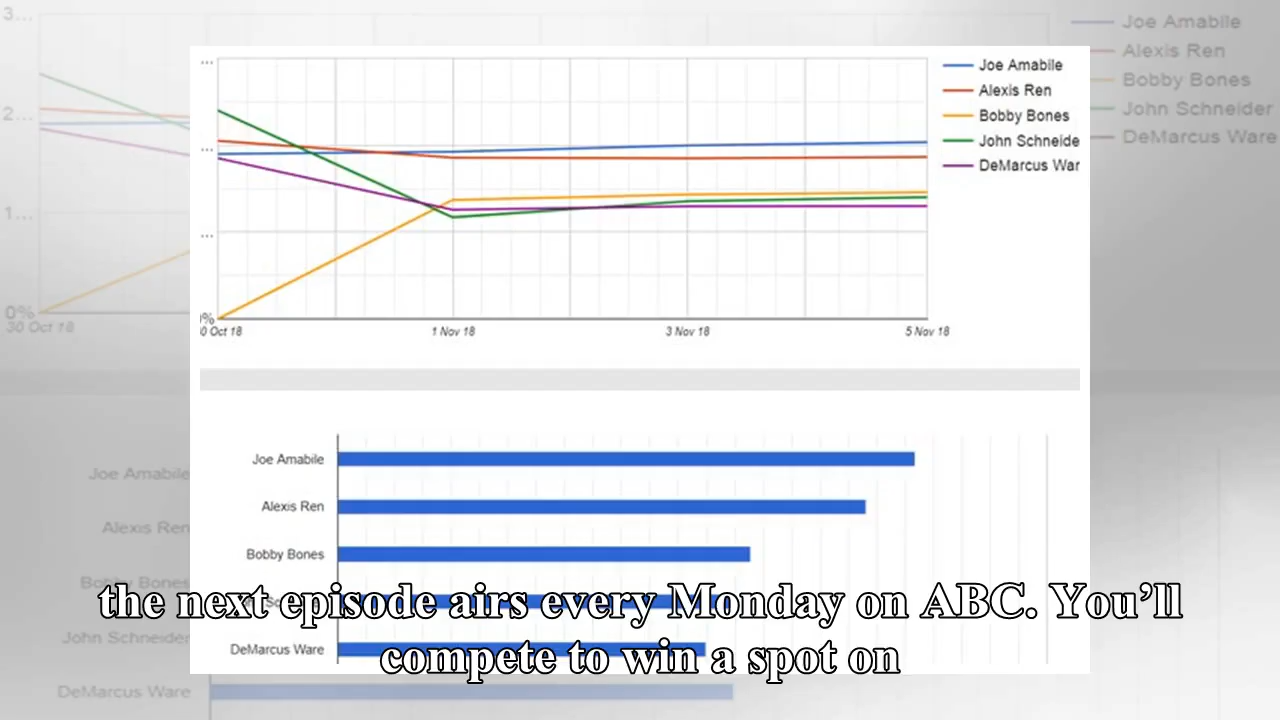 3...
2...
1...
0%
30 Oct 18
Joe Amabile
Alexis Ren
Bobby Bones
John Schneider
DeMarcus Ware
...
...
...
0 Oct 18
1 Nov 18
3 Nov 18
5 Nov 18
Joe Amabile
Alexis Ren
Bobby Bones
John Schneide
DeMarcus War
Joe Amabile
Alexis Ren
Bobby Bones
DeMarcus Ware
Joe Amabile
Alexis Ren
Bobby Bones
John Schneider
DeMarcus Ware
the next episode airs every Monday on ABC. You’ll
compete to win a spot on